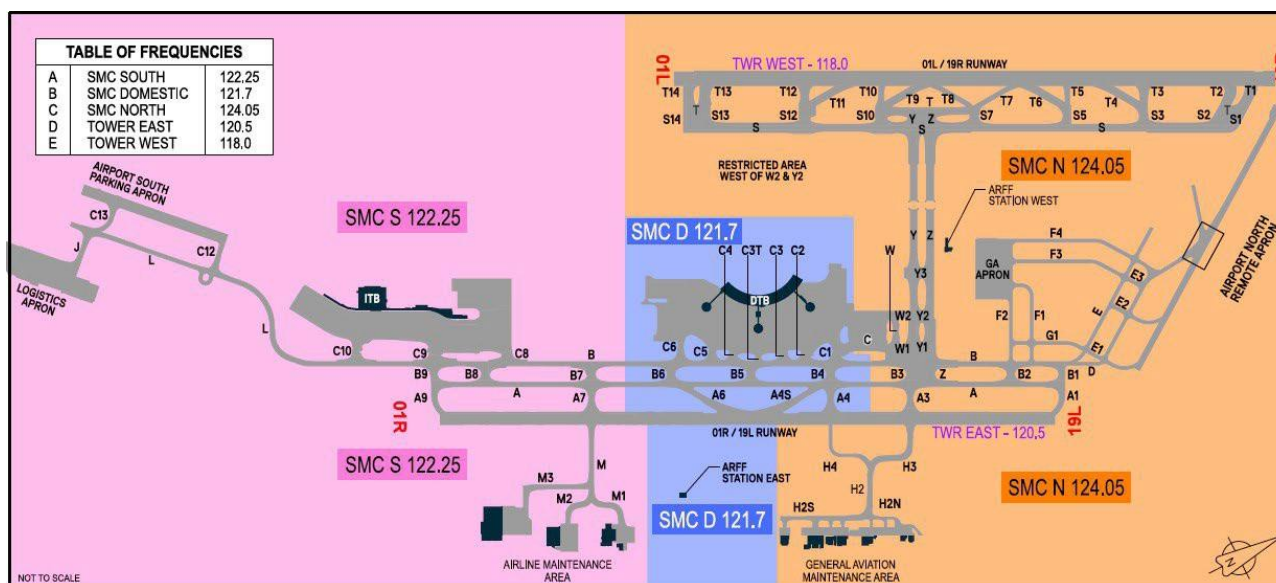 TABLE OF FREQUENCIES
A SMC SOUTH 122.25
B SMC DOMESTIC 121.7
C SMC NORTH 124.05
D TOWER EAST 120.5
E TOWER WEST 118.0
01L
TWR WEST - 118.0
01L / 19R RUNWAY
T14 T13 T12 T11 T10 T9 T T8 T7 T6 T5 T4 T3 T2 T1
T
T
S14 S13 S12 S10 Y Z S7 S5 S3 S2 S1
S S S
RESTRICTED AREA
WEST OF W2 & Y2
SMC N 124.05
ARFF
STATION WEST
AIRPORT SOUTH
PARKING APRON
C13
J
L
C12
LOGISTICS
APRON
L
SMC S 122.25
SMC D 121.7
C4 C3T C3 C2
W
Y Z
GA
APRON
F4
F3
E3
E2
E
AIRPORT NORTH
REMOTE APRON
ITB
DTB
Y3
W2 Y2
F2 F1
G1
E1
C10 C9 C8 B C6 C5 C1 C W1 Y1 B D
B9 B8 B7 B6 B5 B4 B3 Z B2 B1
A9 A A7 A6 A4S A4 A3 A A1
01R
01R / 19L RUNWAY
TWR EAST - 120.5
19L
SMC S 122.25
M
M3
M2
M1
ARFF
STATION EAST
SMC D 121.7
H4 H3
H2
H2S H2N
SMC N 124.05
AIRLINE MAINTENANCE
AREA
GENERAL AVIATION
MAINTENANCE AREA
NOT TO SCALE
Z